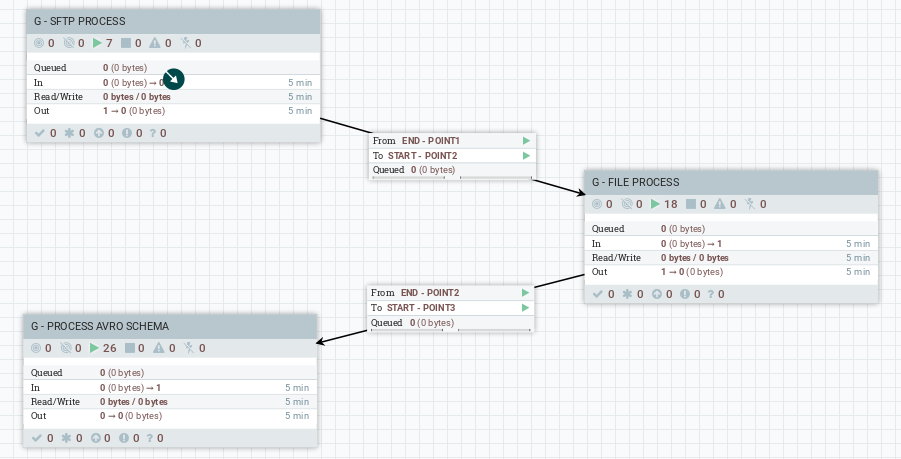 G - SFTP PROCESS
0 0 7 0 0 0
Queued 0 (0 bytes)
In 0 (0 bytes) → 0 5 min
Read/Write 0 bytes / 0 bytes 5 min
Out 1 → 0 (0 bytes) 5 min
0 0 0 0 ? 0
From END - POINT1
To START - POINT2
Queued 0 (0 bytes)
G - FILE PROCESS
0 0 18 0 0 0
Queued 0 (0 bytes)
In 0 (0 bytes) → 1 5 min
Read/Write 0 bytes / 0 bytes 5 min
Out 1 → 0 (0 bytes) 5 min
0 0 0 0 ? 0
From END - POINT2
To START - POINT3
Queued 0 (0 bytes)
G - PROCESS AVRO SCHEMA
0 0 26 0 0 0
Queued 0 (0 bytes)
In 0 (0 bytes) → 1 5 min
Read/Write 0 bytes / 0 bytes 5 min
Out 0 → 0 (0 bytes) 5 min
0 0 0 0 ? 0